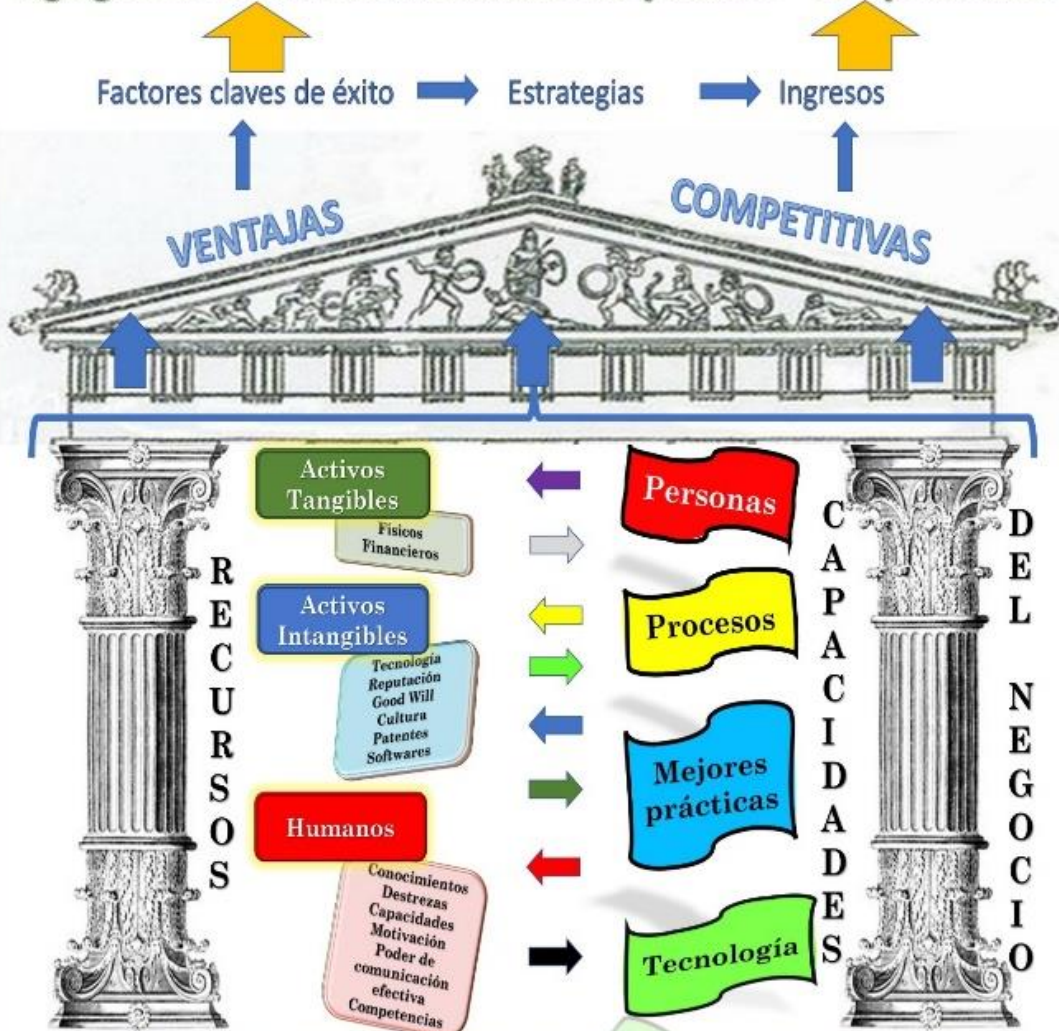 Factores claves de éxito Estrategias Ingresos
VENTAJAS COMPETITIVAS
RECURSOS
Activos
Tangibles
Físicos
Financieros
Activos
Intangibles
Tecnología
Reputación
Good Will
Cultura
Patentes
Softwares
Humanos
Conocimientos
Destrezas
Capacidades
Motivación
Poder de
comunicación
efectiva
Competencias
Personas
Procesos
Mejores
prácticas
Tecnología
CAPACIDADES
DEL NEGOCIO